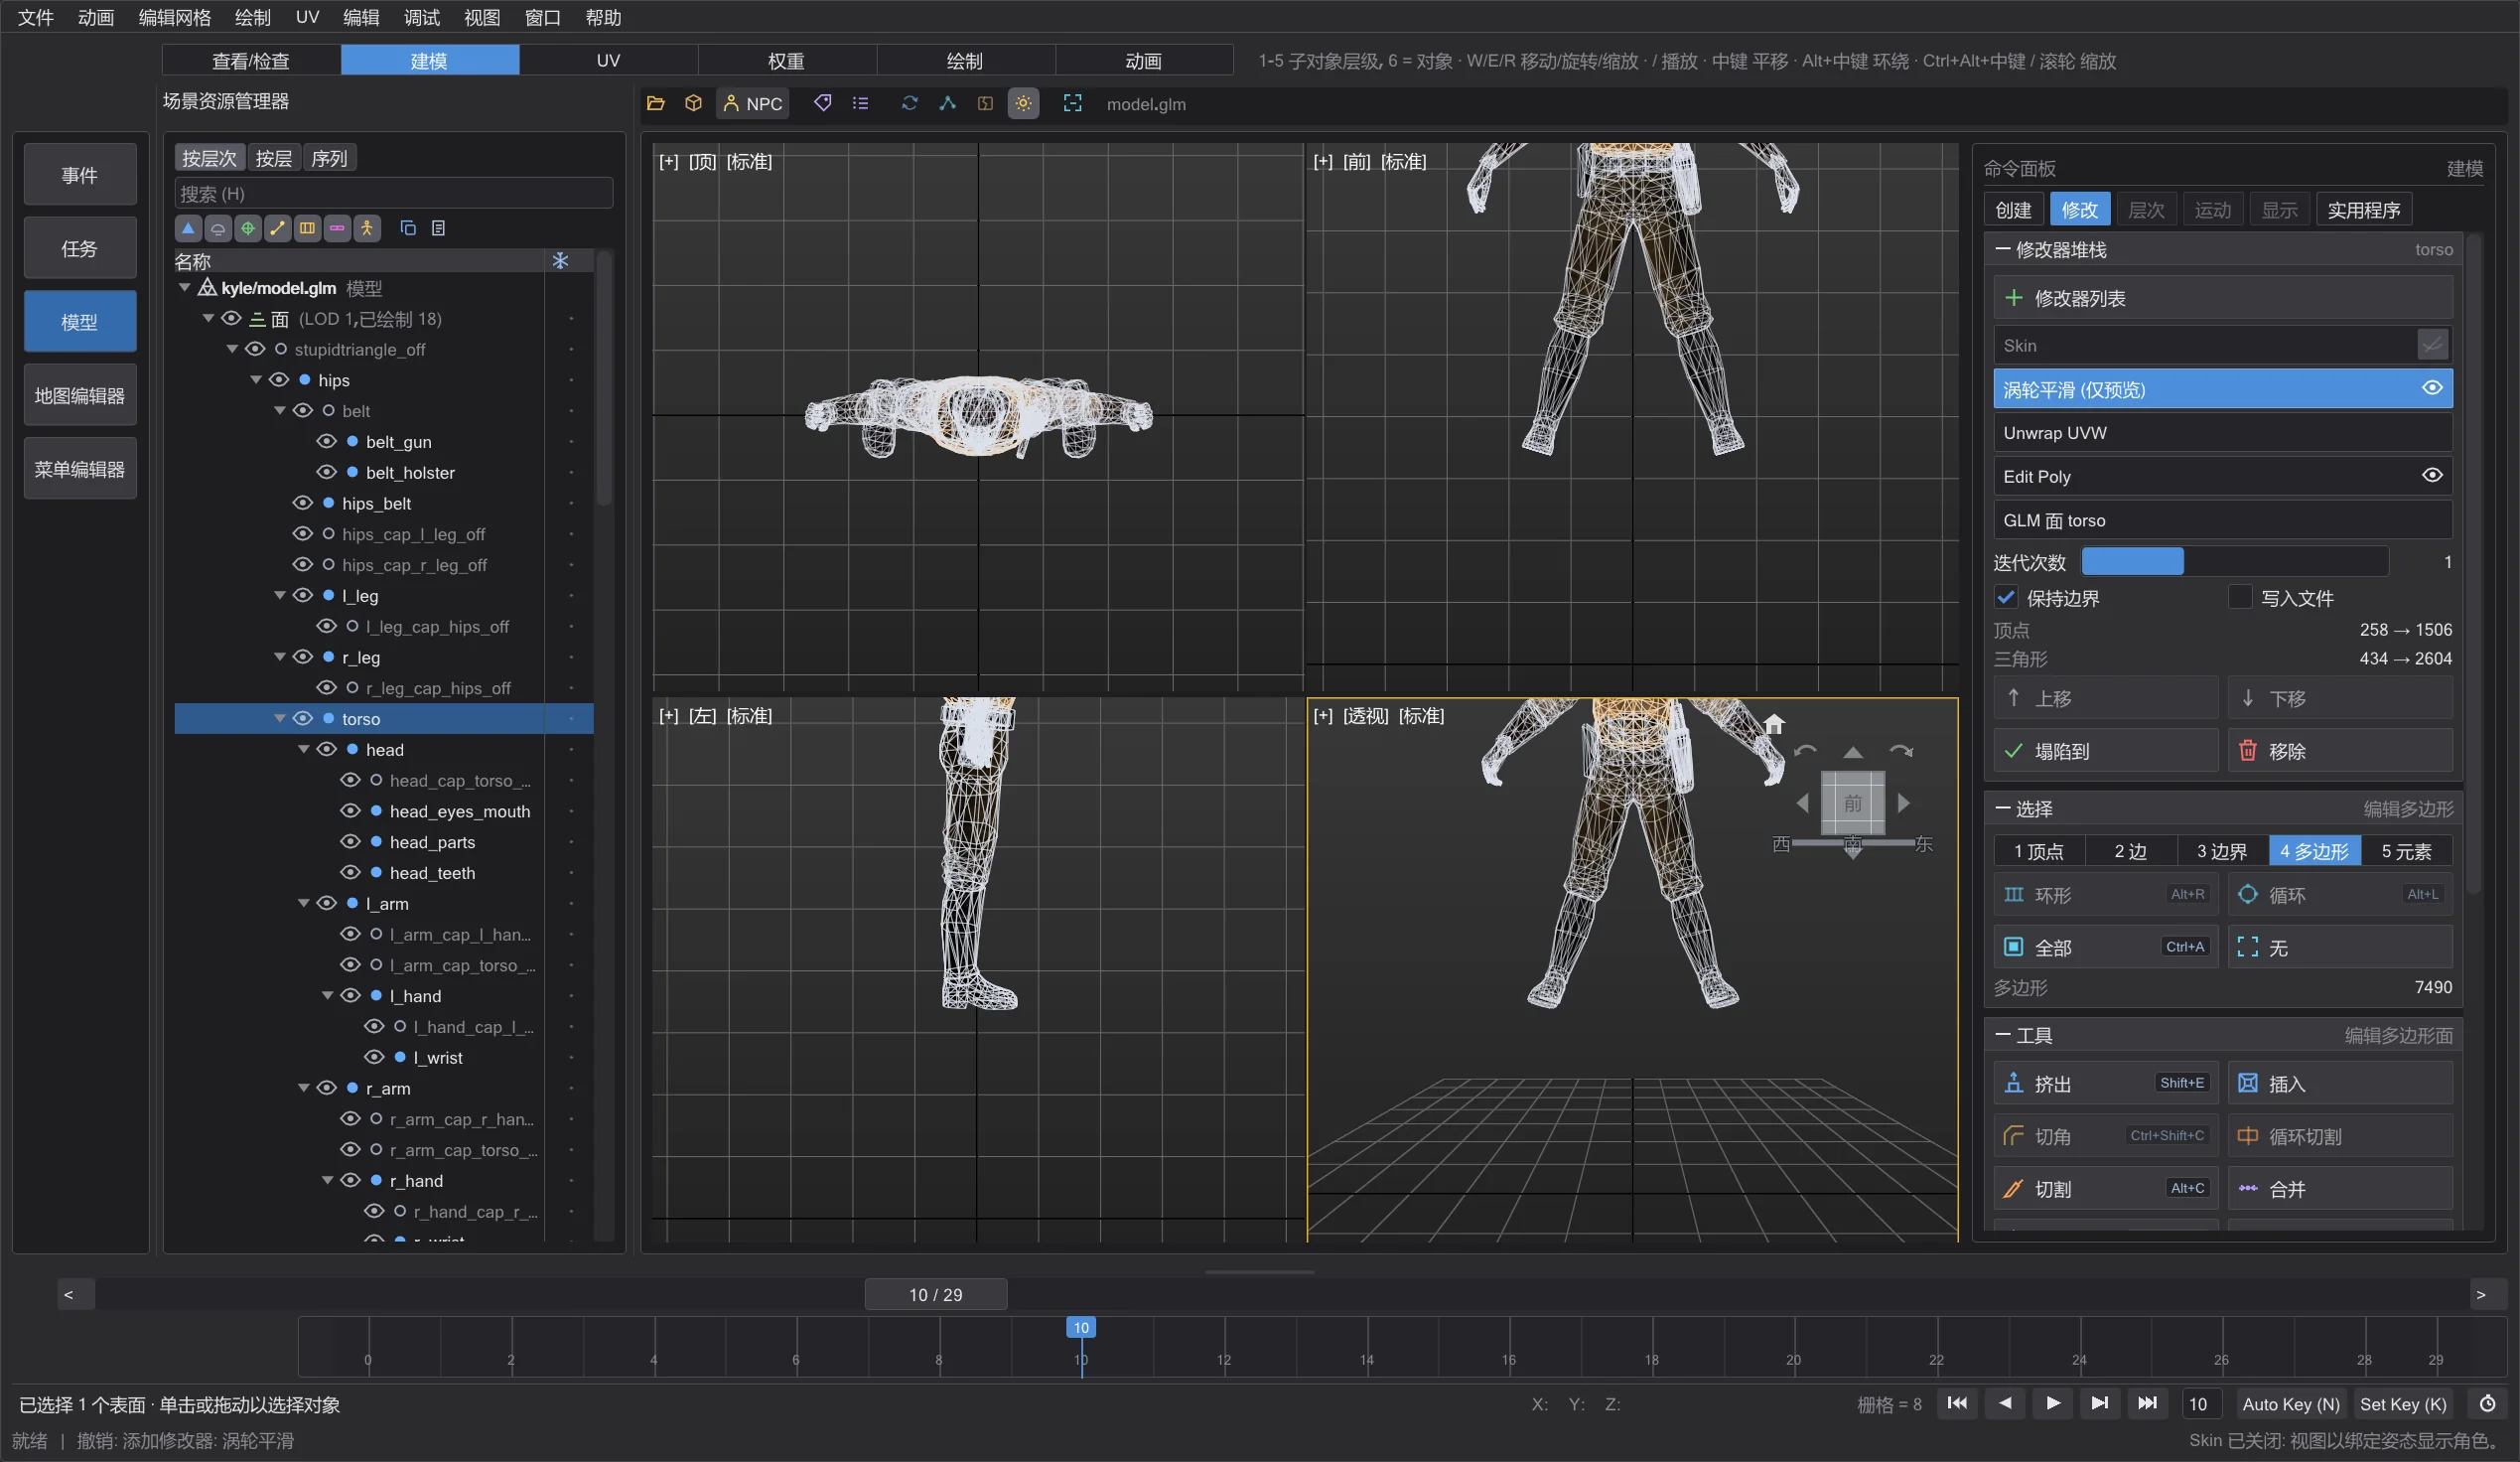 文件 动画 编辑网格 绘制 UV 编辑 调试 视图 窗口 帮助
查看/检查 建模 UV 权重 绘制 动画 1-5 子对象层级, 6 = 对象 · W/E/R 移动/旋转/缩放 · / 播放 · 中键 平移 · Alt+中键 环绕 · Ctrl+Alt+中键 / 滚轮 缩放
场景资源管理器
NPC model.glm
事件
任务
模型
地图编辑器
菜单编辑器
按层次 按层 序列
搜索 (H)
名称
kyle/model.glm 模型
面 (LOD 1,已绘制 18)
stupidtriangle_off
hips
belt
belt_gun
belt_holster
hips_belt
hips_cap_l_leg_off
hips_cap_r_leg_off
l_leg
l_leg_cap_hips_off
r_leg
r_leg_cap_hips_off
torso
head
head_cap_torso_...
head_eyes_mouth
head_parts
head_teeth
l_arm
l_arm_cap_l_han...
l_arm_cap_torso_...
l_hand
l_hand_cap_l_...
l_wrist
r_arm
r_arm_cap_r_han...
r_arm_cap_torso_...
r_hand
r_hand_cap_r_...
r_wrist
[+] [顶] [标准]
[+] [前] [标准]
[+] [左] [标准]
[+] [透视] [标准]
前
西 南 东
命令面板 建模
创建 修改 层次 运动 显示 实用程序
修改器堆栈 torso
修改器列表
Skin
涡轮平滑 (仅预览)
Unwrap UVW
Edit Poly
GLM 面 torso
迭代次数 1
保持边界 写入文件
顶点 258 → 1506
三角形 434 → 2604
上移 下移
塌陷到 移除
选择 编辑多边形
1 顶点 2 边 3 边界 4 多边形 5 元素
环形 Alt+R 循环 Alt+L
全部 Ctrl+A 无
多边形 7490
工具 编辑多边形面
挤出 Shift+E 插入
切角 Ctrl+Shift+C 循环切割
切割 Alt+C 合并
< 10 / 29 >
10
0 2 4 6 8 10 12 14 16 18 20 22 24 26 28 29
已选择 1 个表面 · 单击或拖动以选择对象 X: Y: Z: 栅格 = 8 10 Auto Key (N) Set Key (K)
就绪 | 撤销: 添加修改器: 涡轮平滑 Skin 已关闭: 视图以绑定姿态显示角色。